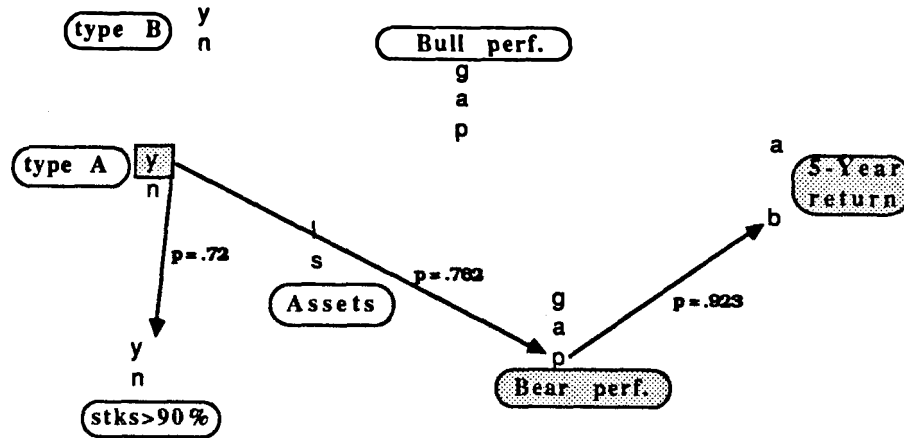 y
type B
n
Bull perf.
g
a
p
type A
y
n
a
5-Year
return
b
l
s
p=.72
p=.762
Assets
g
a
p
p=.923
y
n
Bear perf.
stks>90%